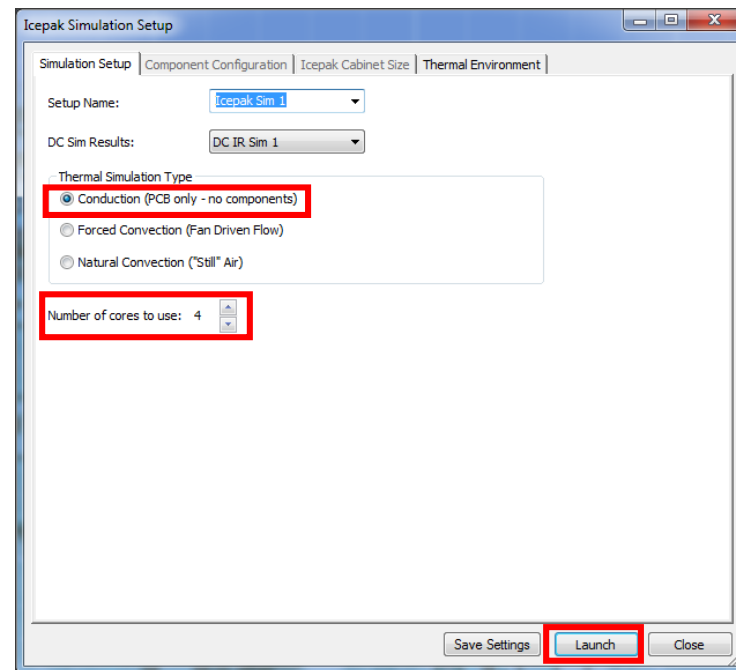 Icepak Simulation Setup
Simulation Setup Component Configuration Icepak Cabinet Size Thermal Environment
Setup Name: Icepak Sim 1
DC Sim Results: DC IR Sim 1
Thermal Simulation Type
Conduction (PCB only - no components)
Forced Convection (Fan Driven Flow)
Natural Convection ("Still" Air)
Number of cores to use: 4
Save Settings Launch Close